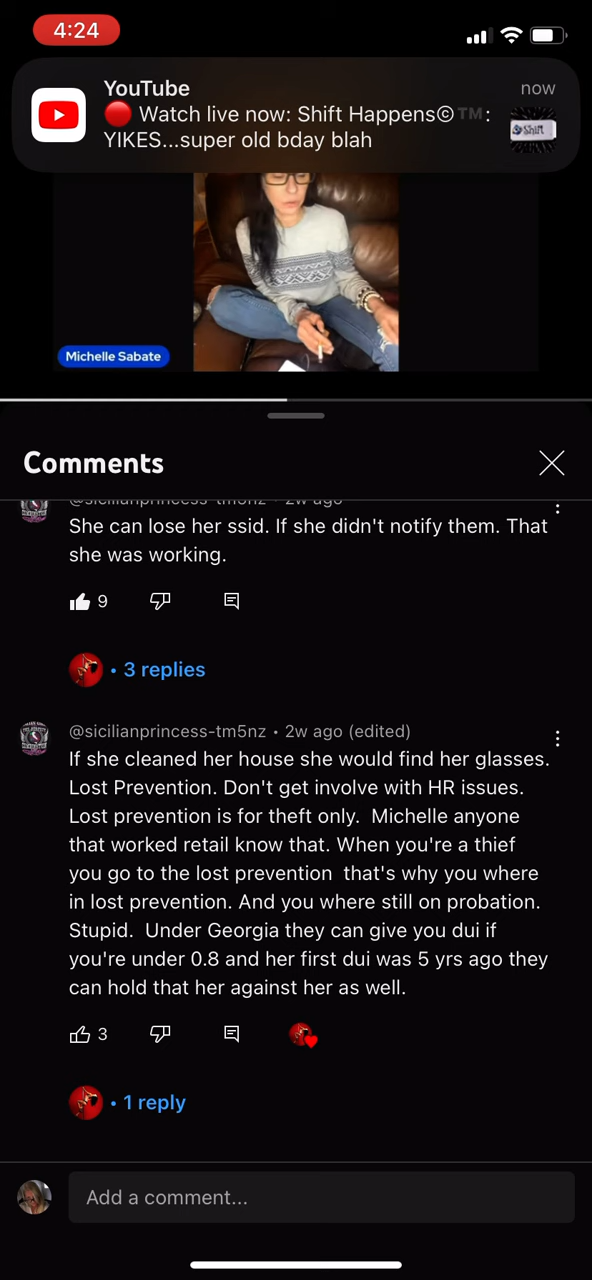 4:24
YouTube
now
🔴 Watch live now: Shift Happens©™:
YIKES...super old bday blah
Shift
Michelle Sabate
Comments
2w ago
She can lose her ssid. If she didn't notify them. That
she was working.
9
• 3 replies
@sicilianprincess-tm5nz • 2w ago (edited)
If she cleaned her house she would find her glasses.
Lost Prevention. Don't get involve with HR issues.
Lost prevention is for theft only.  Michelle anyone
that worked retail know that. When you're a thief
you go to the lost prevention  that's why you where
in lost prevention. And you where still on probation.
Stupid.  Under Georgia they can give you dui if
you're under 0.8 and her first dui was 5 yrs ago they
can hold that her against her as well.
3
• 1 reply
Add a comment...